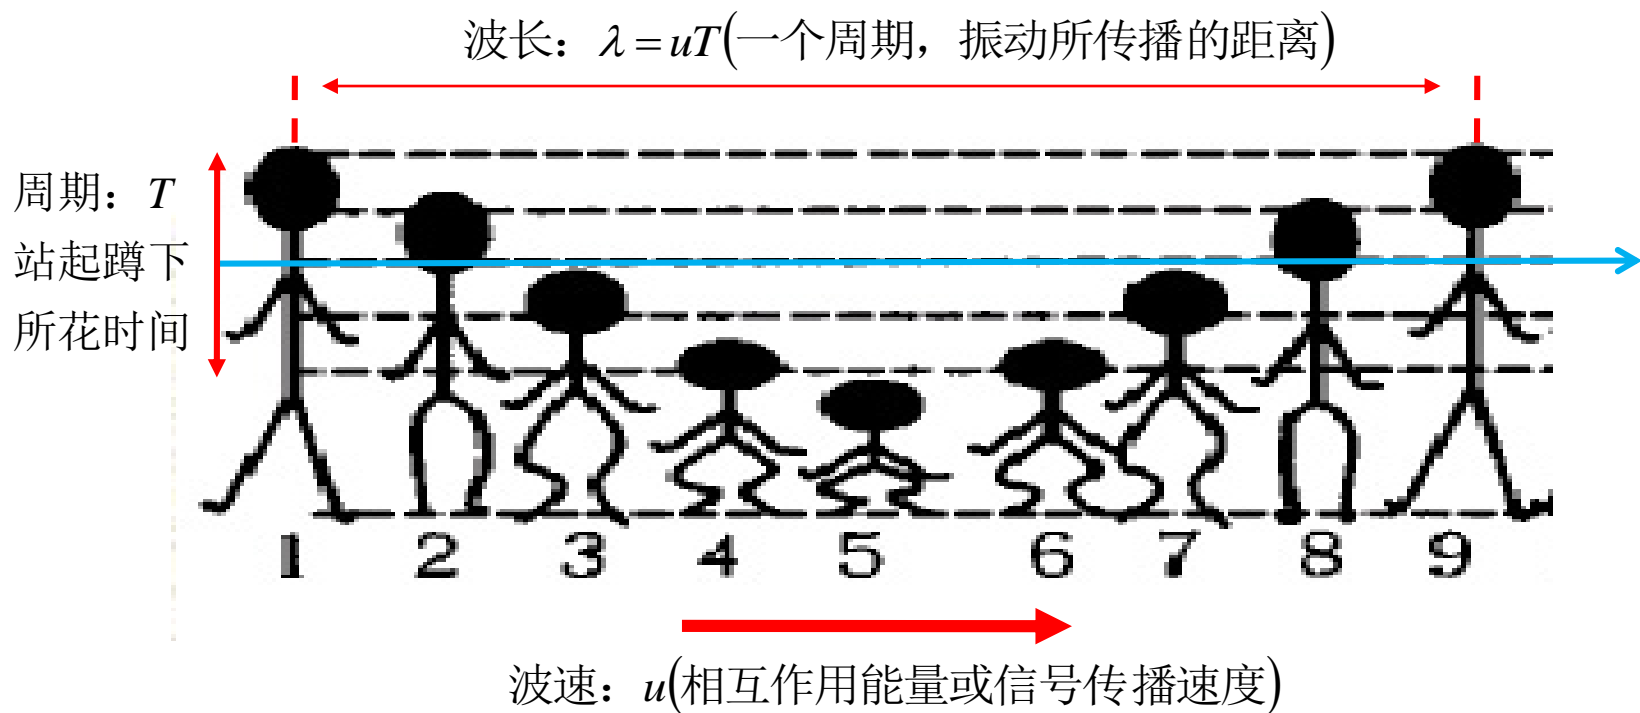 波长：λ=uT(一个周期，振动所传播的距离)
周期：T
站起蹲下
所花时间
1 2 3 4 5 6 7 8 9
波速：u(相互作用能量或信号传播速度)